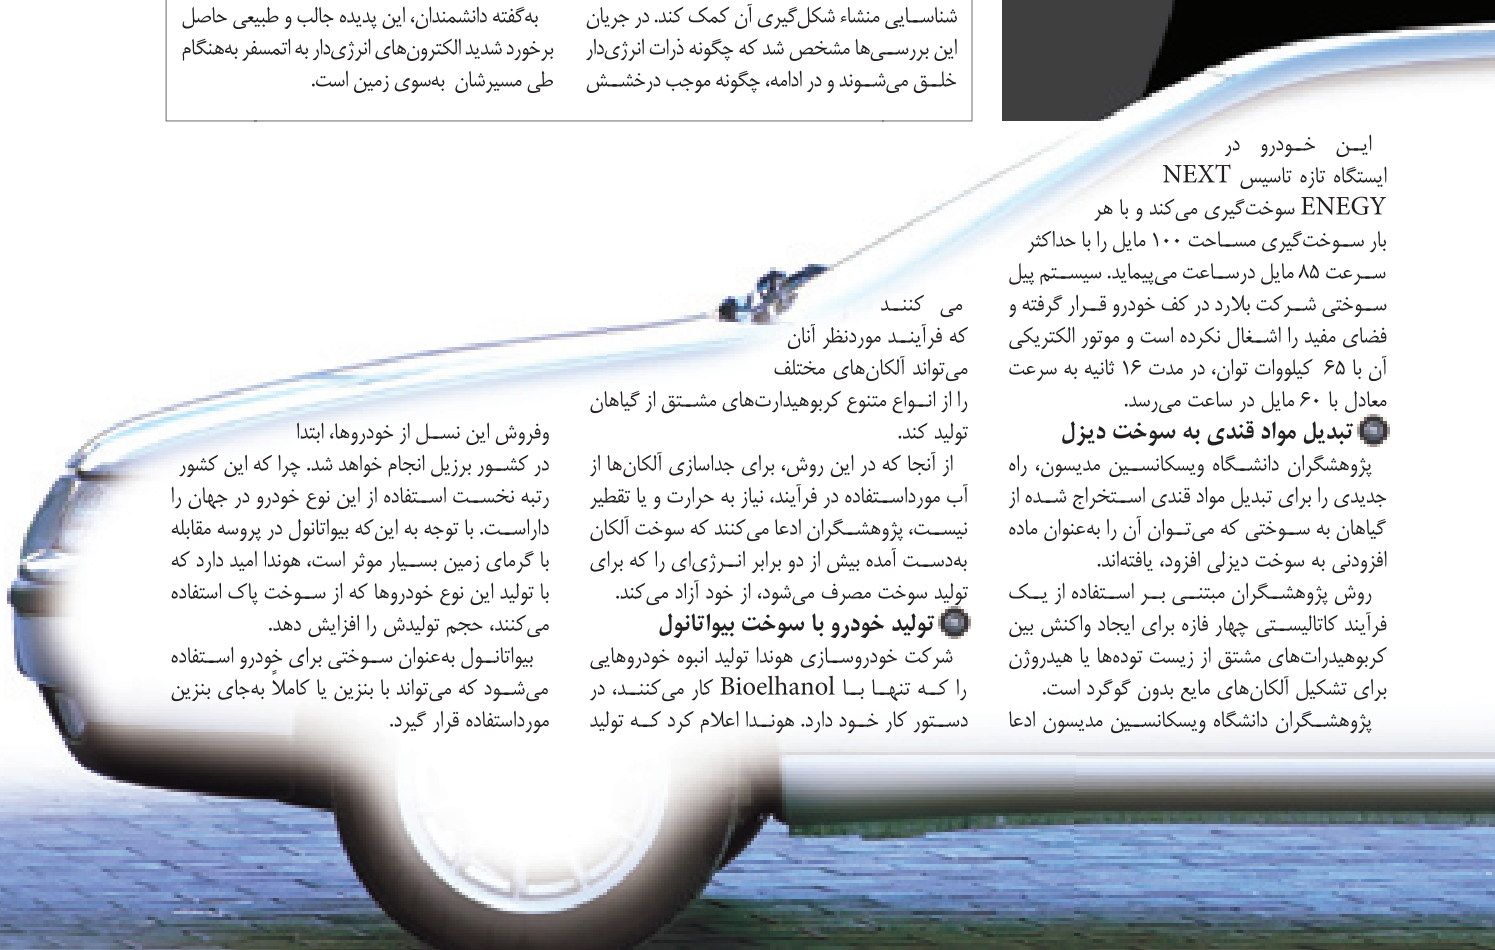 شناسایی منشاء شکل‌گیری آن کمک کند. در جریان
این بررسی‌ها مشخص شد که چگونه ذرات انرژی‌دار
خلق می‌شوند و در ادامه، چگونه موجب درخشش
به‌گفته دانشمندان، این پدیده جالب و طبیعی حاصل
برخورد شدید الکترون‌های انرژی‌دار به اتمسفر به‌هنگام
طی مسیرشان به‌سوی زمین است.
این خودرو در
ایستگاه تازه تاسیس NEXT
ENEGY سوخت‌گیری می‌کند و با هر
بار سوخت‌گیری مساحت ۱۰۰ مایل را با حداکثر
سرعت ۸۵ مایل درساعت می‌پیماید. سیستم پیل
سوختی شرکت بلارد در کف خودرو قرار گرفته و
فضای مفید را اشغال نکرده است و موتور الکتریکی
آن با ۶۵ کیلووات توان، در مدت ۱۶ ثانیه به سرعت
معادل با ۶۰ مایل در ساعت می‌رسد.
تبدیل مواد قندی به سوخت دیزل
پژوهشگران دانشگاه ویسکانسین مدیسون، راه
جدیدی را برای تبدیل مواد قندی استخراج شده از
گیاهان به سوختی که می‌توان آن را به‌عنوان ماده
افزودنی به سوخت دیزلی افزود، یافته‌اند.
روش پژوهشگران مبتنی بر استفاده از یک
فرآیند کاتالیستی چهار فازه برای ایجاد واکنش بین
کربوهیدرات‌های مشتق از زیست توده‌ها یا هیدروژن
برای تشکیل آلکان‌های مایع بدون گوگرد است.
پژوهشگران دانشگاه ویسکانسین مدیسون ادعا
می کنند
که فرآیند موردنظر آنان
می‌تواند آلکان‌های مختلف
را از انواع متنوع کربوهیدارت‌های مشتق از گیاهان
تولید کند.
از آنجا که در این روش، برای جداسازی آلکان‌ها از
آب مورداستفاده در فرآیند، نیاز به حرارت و یا تقطیر
نیست، پژوهشگران ادعا می‌کنند که سوخت آلکان
به‌دست آمده بیش از دو برابر انرژی‌ای را که برای
تولید سوخت مصرف می‌شود، از خود آزاد می‌کند.
تولید خودرو با سوخت بیواتانول
شرکت خودروسازی هوندا تولید انبوه خودروهایی
را که تنها با Bioelhanol کار می‌کنند، در
دستور کار خود دارد. هوندا اعلام کرد که تولید
وفروش این نسل از خودروها، ابتدا
در کشور برزیل انجام خواهد شد. چرا که این کشور
رتبه نخست استفاده از این نوع خودرو در جهان را
داراست. با توجه به این‌که بیواتانول در پروسه مقابله
با گرمای زمین بسیار موثر است، هوندا امید دارد که
با تولید این نوع خودروها که از سوخت پاک استفاده
می‌کنند، حجم تولیدش را افزایش دهد.
بیواتانول به‌عنوان سوختی برای خودرو استفاده
می‌شود که می‌تواند با بنزین یا کاملاً به‌جای بنزین
مورداستفاده قرار گیرد.